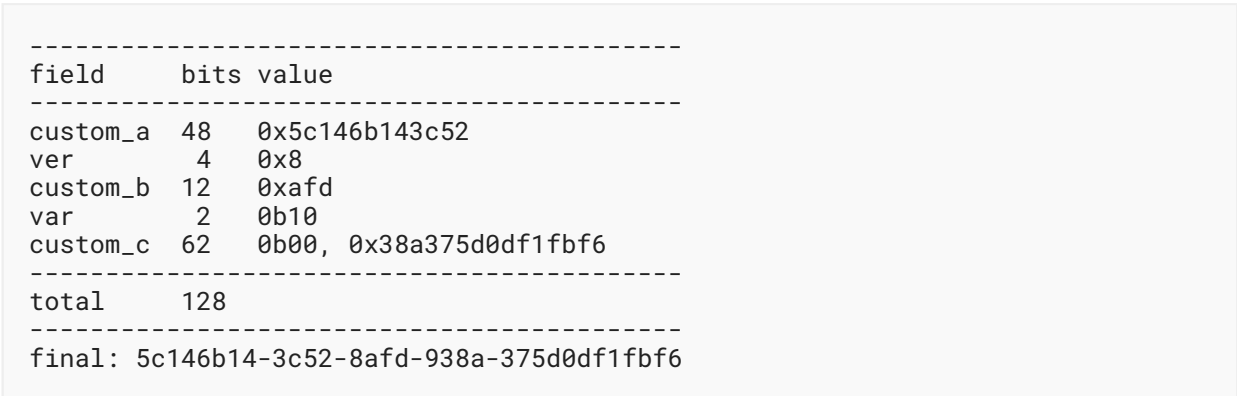 -------------------------------------------
field     bits value
-------------------------------------------
custom_a  48   0x5c146b143c52
ver        4   0x8
custom_b  12   0xafd
var        2   0b10
custom_c  62   0b00, 0x38a375d0df1fbf6
-------------------------------------------
total     128
-------------------------------------------
final: 5c146b14-3c52-8afd-938a-375d0df1fbf6